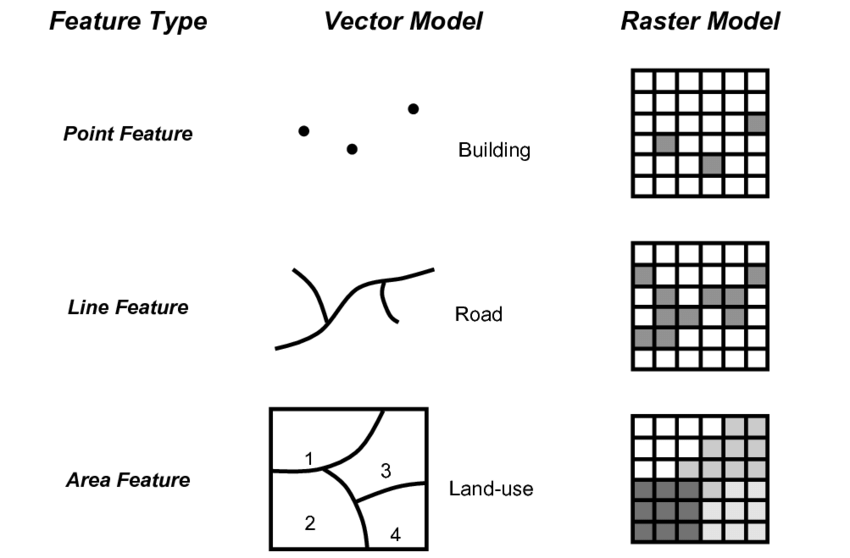 Feature Type Vector Model Raster Model
Point Feature
Building
Line Feature
Road
1
3
Area Feature
Land-use
2
4